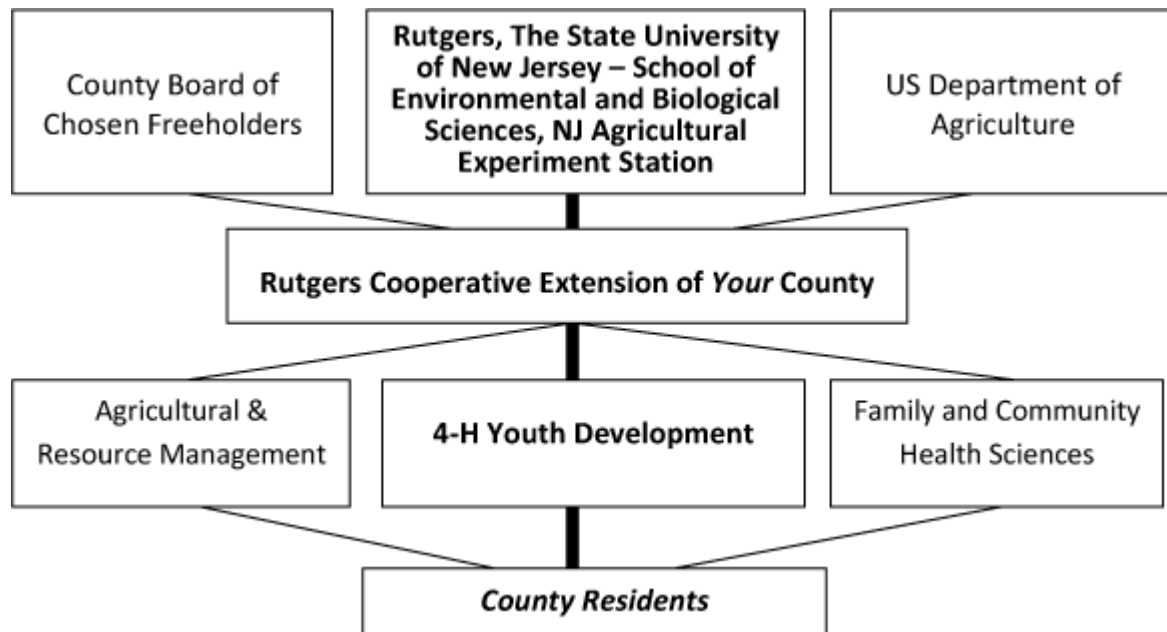 County Board of
Chosen Freeholders
Rutgers, The State University
of New Jersey – School of
Environmental and Biological
Sciences, NJ Agricultural
Experiment Station
US Department of
Agriculture
Rutgers Cooperative Extension of Your County
Agricultural &
Resource Management
4-H Youth Development
Family and Community
Health Sciences
County Residents